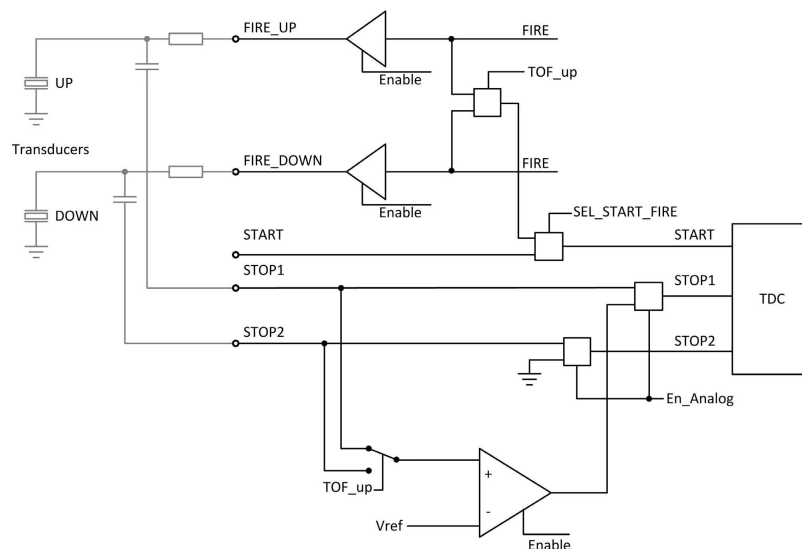 FIRE_UP
FIRE
Enable
TOF_up
UP
Transducers
FIRE_DOWN
FIRE
Enable
DOWN
SEL_START_FIRE
START
START
STOP1
STOP1
TDC
STOP2
STOP2
En_Analog
TOF_up
+
-
Vref
Enable